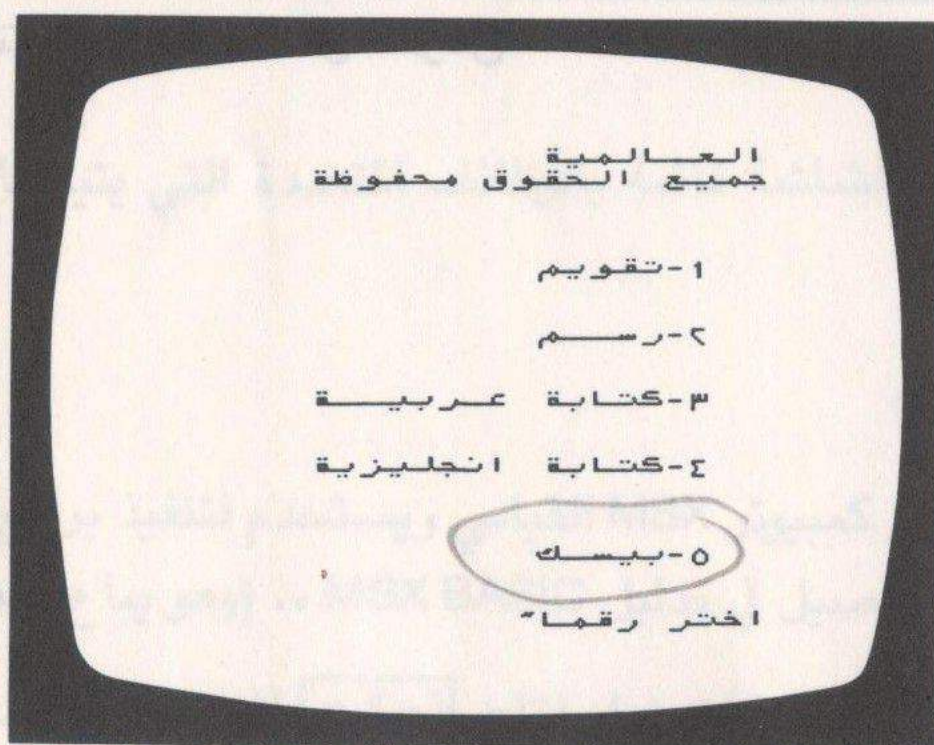 العالمية
جميع الحقوق محفوظة
١-تقويم
٢-رسم
٣-كتابة عربية
٤-كتابة انجليزية
٥-بيسك
اختر رقماً